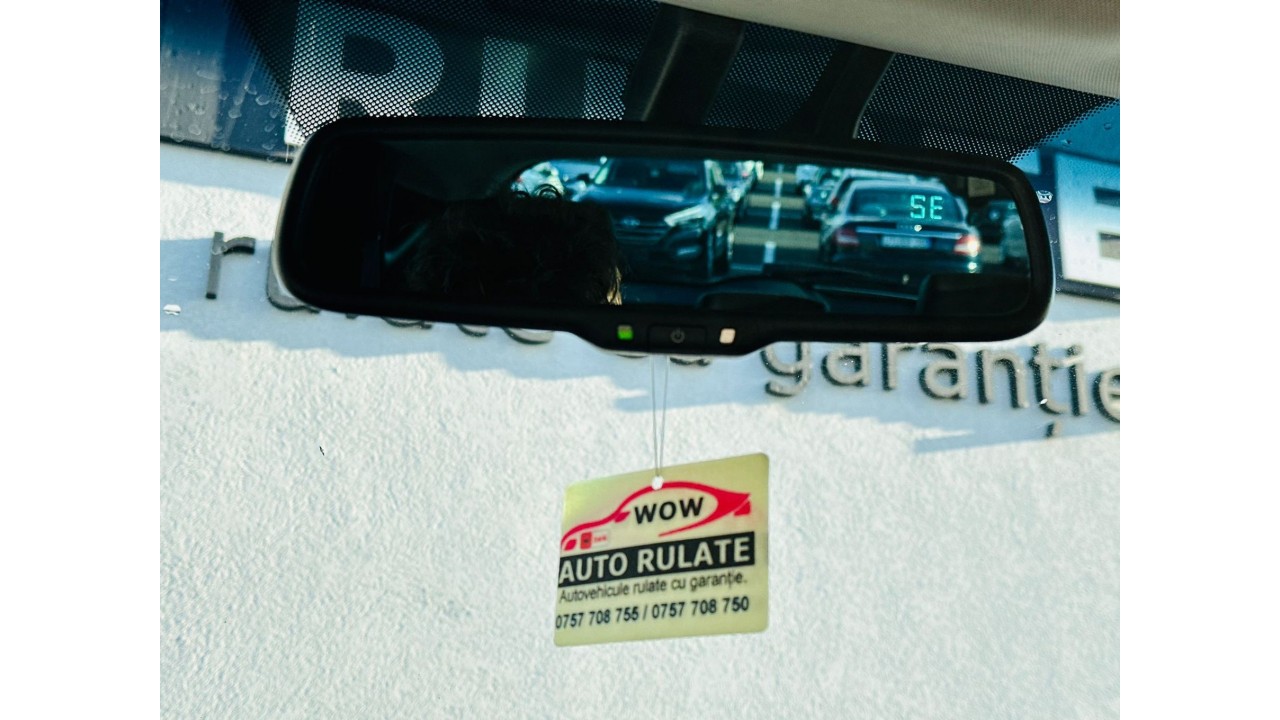 SE
garanție
WOW
AUTO RULATE
Autovehicule rulate cu garanție.
0757 708 755 / 0757 708 750